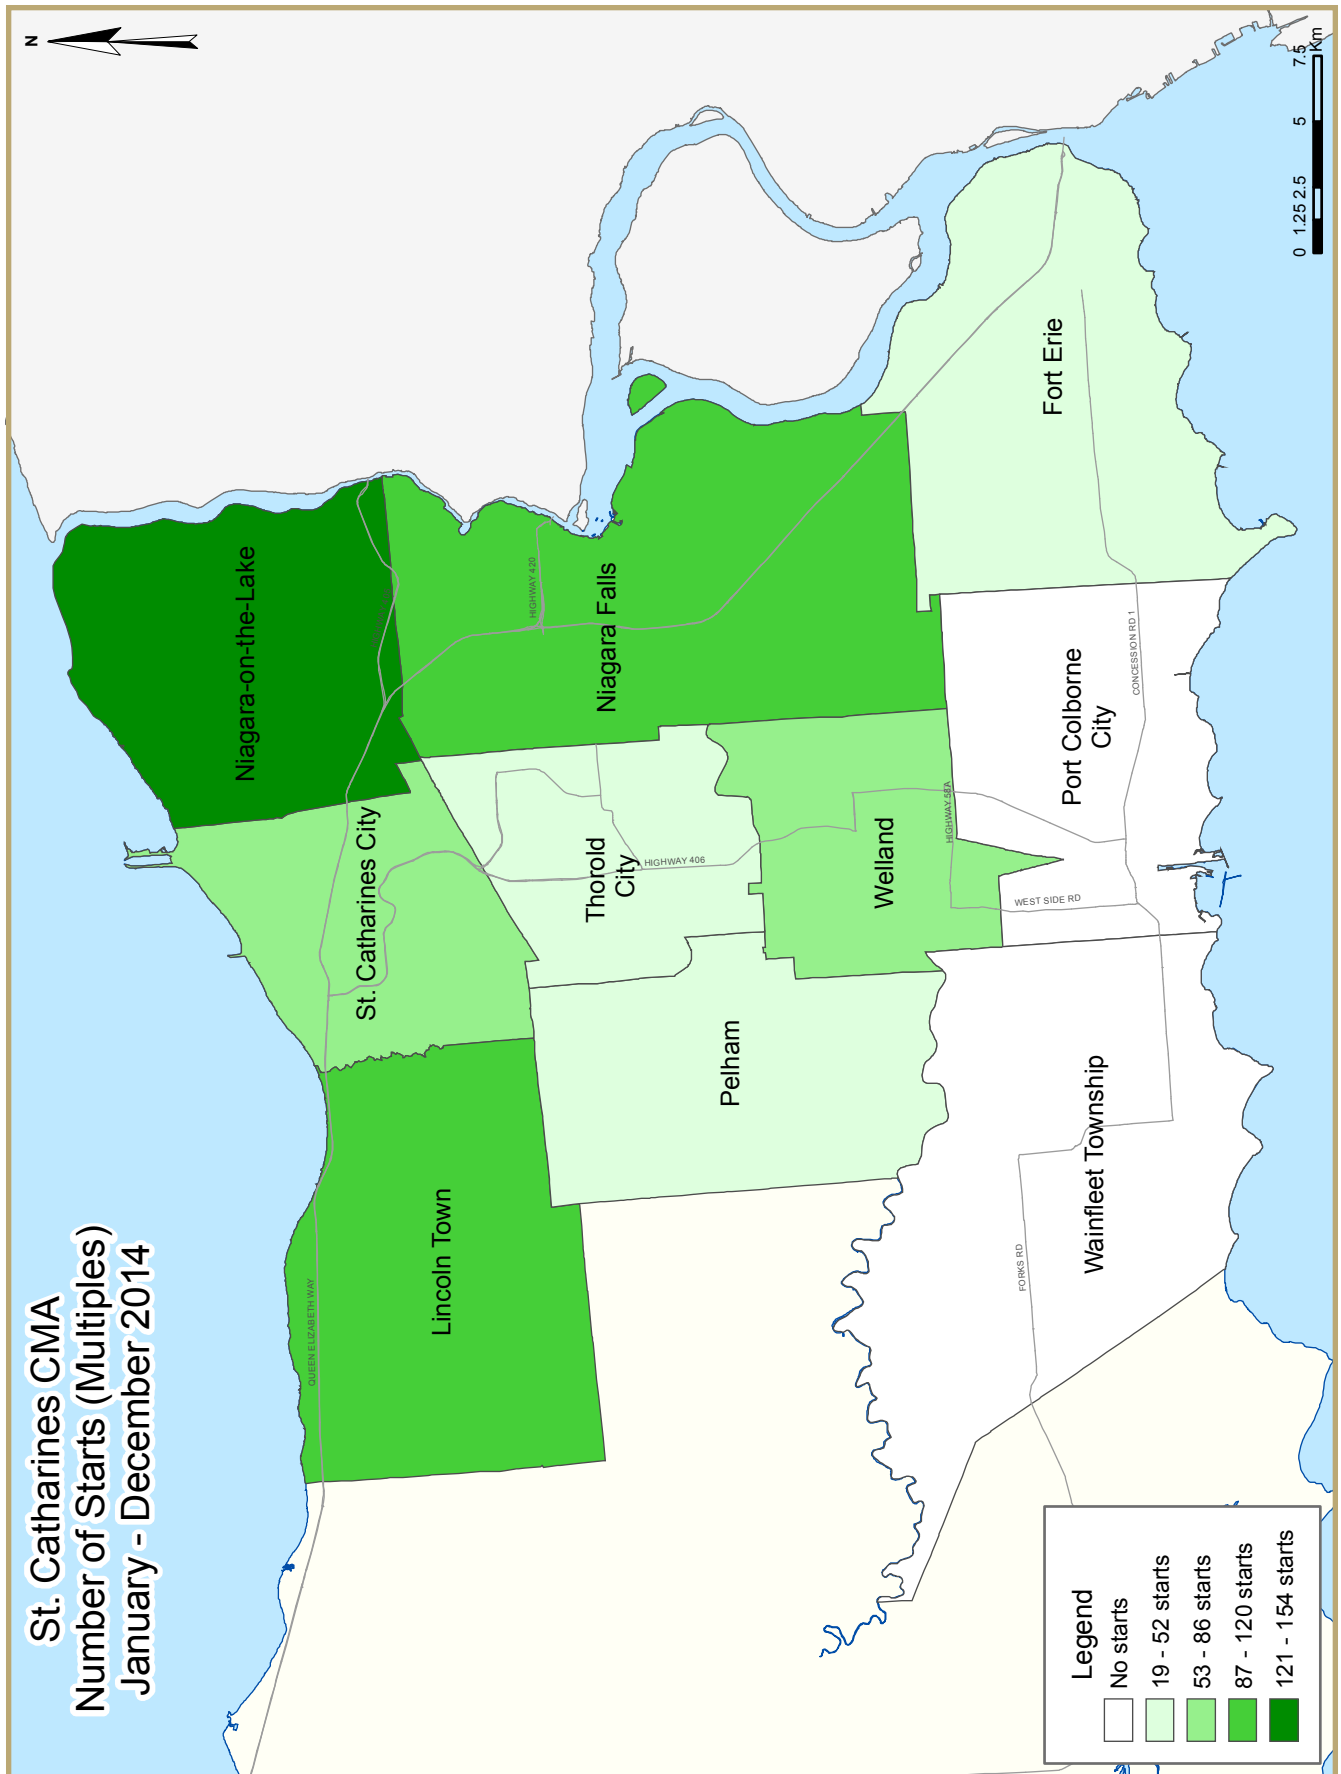 St. Catharines CMA
Number of Starts (Multiples)
January - December 2014
N
Niagara-on-the-Lake
St. Catharines City
QUEEN ELIZABETH WAY
Lincoln Town
HIGHWAY 420
Niagara Falls
Thorold
City
HIGHWAY 406
Pelham
Welland
HIGHWAY 58A
WEST SIDE RD
Fort Erie
Port Colborne
City
CONCESSION RD 1
Wainfleet Township
FORKS RD
Legend
No starts
19 - 52 starts
53 - 86 starts
87 - 120 starts
121 - 154 starts
0 1.25 2.5 5 7.5
Km